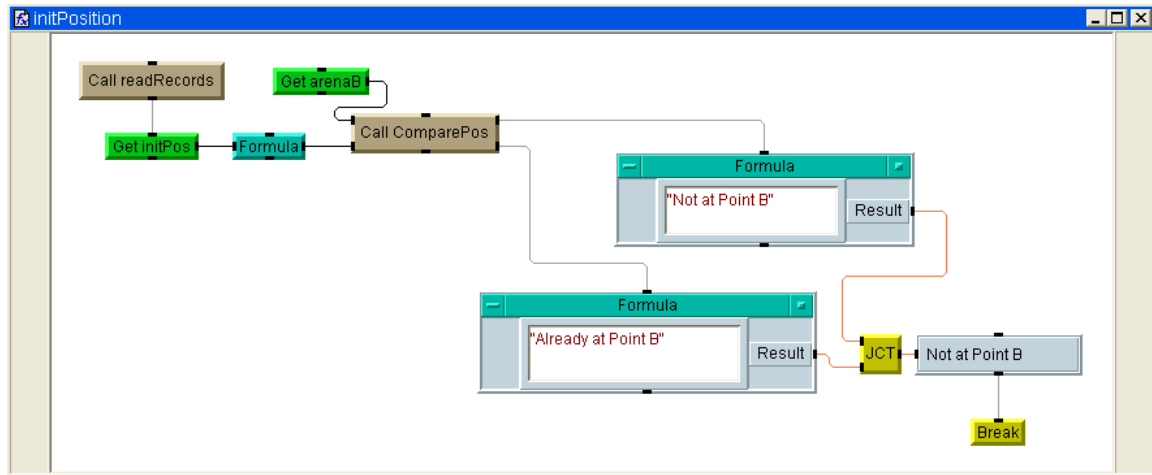 initPosition
Call readRecords
Get arenaB
Call ComparePos
Get initPos
Formula
Formula
"Not at Point B"
Result
Formula
"Already at Point B"
Result
JCT
Not at Point B
Break